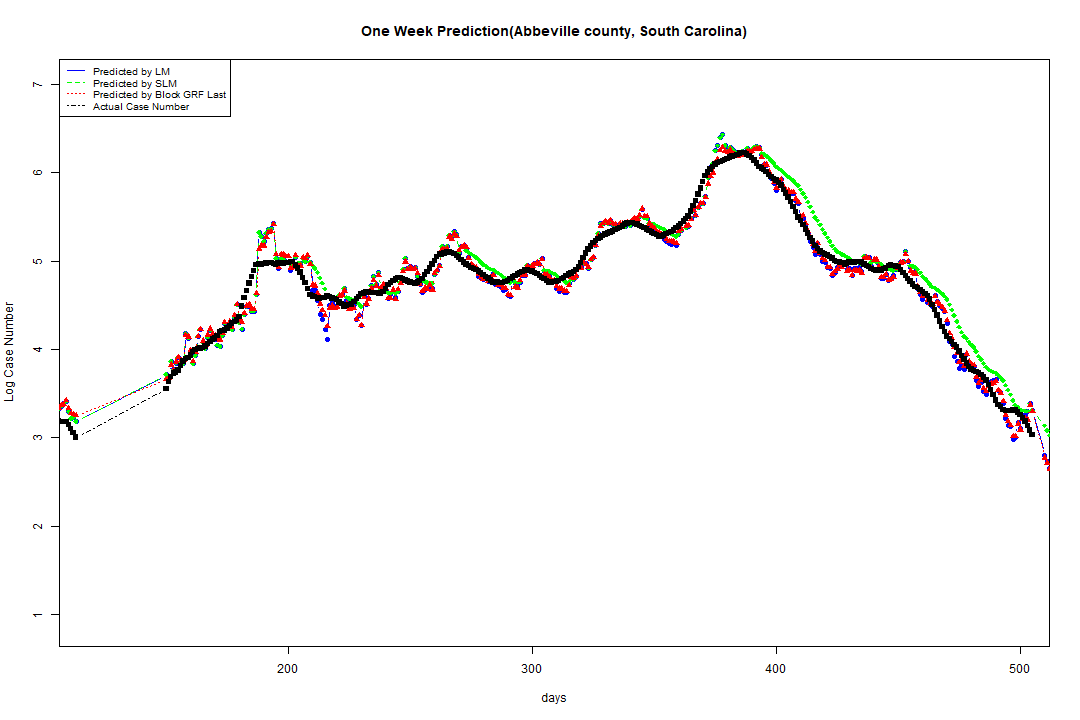 One Week Prediction(Abbeville county, South Carolina)
Predicted by LM
Predicted by SLM
Predicted by Block GRF Last
Actual Case Number
7
6
5
4
3
2
1
Log Case Number
200 300 400 500
days